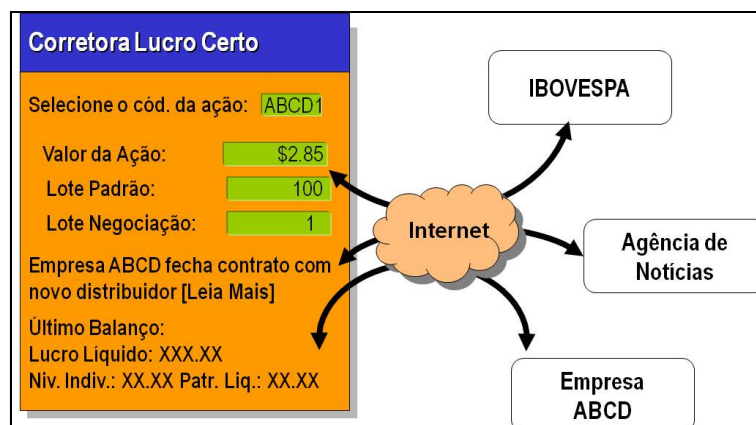 Corretora Lucro Certo
Selecione o cód. da ação: ABCD1
Valor da Ação: $2.85
Lote Padrão: 100
Lote Negociação: 1
Empresa ABCD fecha contrato com
novo distribuidor [Leia Mais]
Último Balanço:
Lucro Líquido: XXX.XX
Niv. Indiv.: XX.XX Patr. Liq.: XX.XX
Internet
IBOVESPA
Agência de
Notícias
Empresa
ABCD